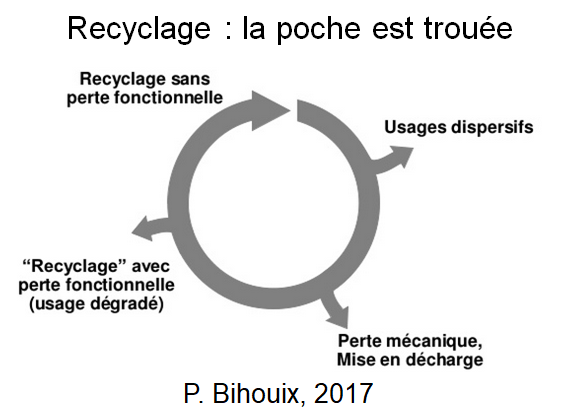 Recyclage : la poche est trouée
Recyclage sans
perte fonctionnelle
Usages dispersifs
“Recyclage” avec
perte fonctionnelle
(usage dégradé)
Perte mécanique,
Mise en décharge
P. Bihouix, 2017